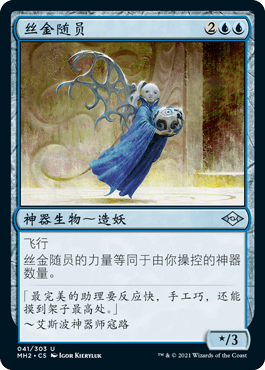 丝金随员 2
神器生物～造妖
飞行
丝金随员的力量等同于由你操控的神器
数量。
「最完美的助理要反应快，手工巧，还能
摸到架子最高处。」
～艾斯波神器师寇路
★/3
041/303 U
MH2 • CS Igor Kieryluk
™ & © 2021 Wizards of the Coast